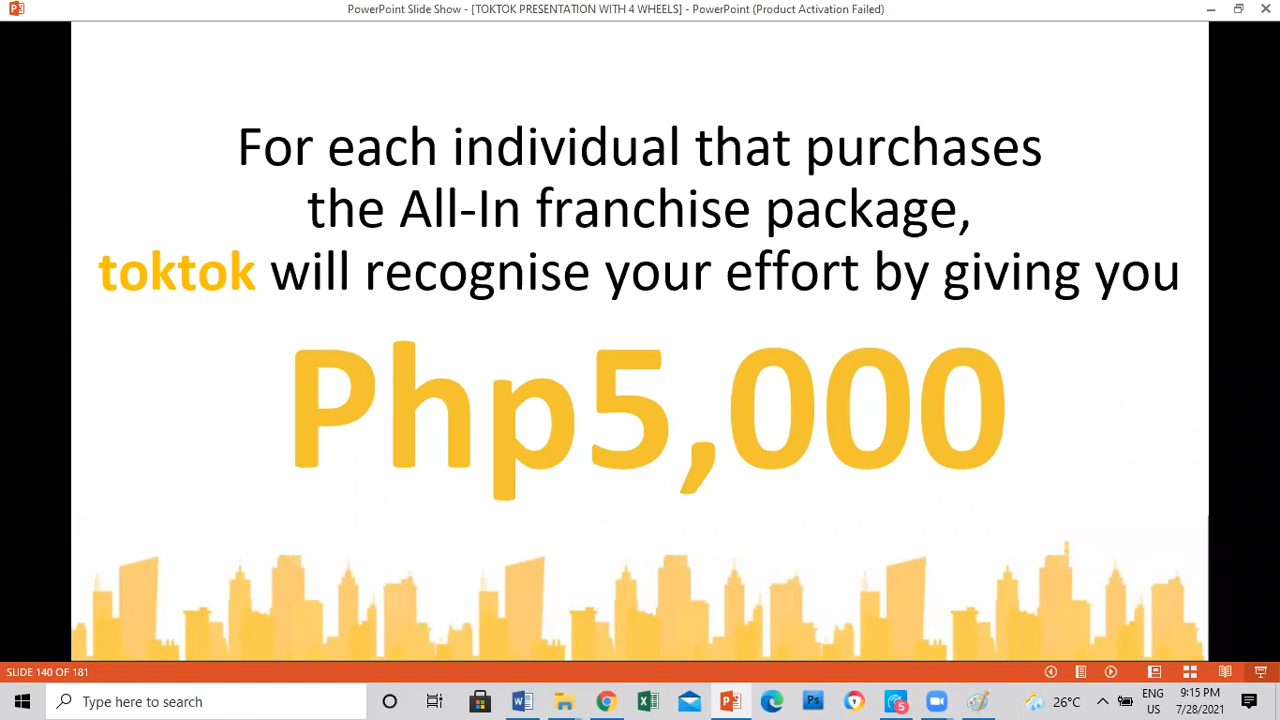 PowerPoint Slide Show - [TOKTOK PRESENTATION WITH 4 WHEELS] - PowerPoint (Product Activation Failed)
For each individual that purchases
the All-In franchise package,
toktok will recognise your effort by giving you
Php5,000
SLIDE 140 OF 181
Type here to search
5
26°C
ENG
US
9:15 PM
7/28/2021